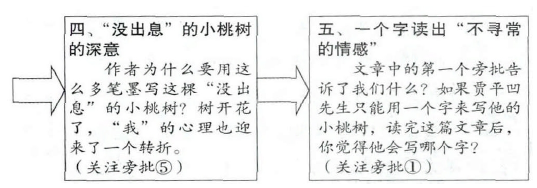 四、“没出息”的小桃树
的深意
作者为什么要用这
么多笔墨写这棵“没出
息”的小桃树？树开花
了，“我”的心理也迎
来了一个转折。
（关注旁批⑤）
五、一个字读出“不寻常
的情感”
文章中的第一个旁批告
诉了我们什么？如果贾平凹
先生只能用一个字来写他的
小桃树，读完这篇文章后，
你觉得他会写哪个字？
（关注旁批①）